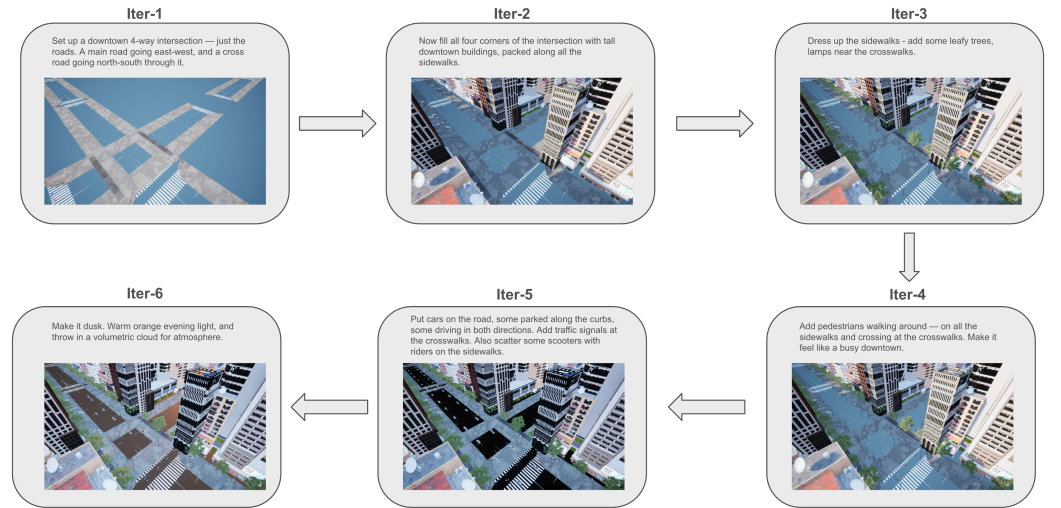 Iter-1
Set up a downtown 4-way intersection — just the
roads. A main road going east-west, and a cross
road going north-south through it.
Iter-2
Now fill all four corners of the intersection with tall
downtown buildings, packed along all the
sidewalks.
Iter-3
Dress up the sidewalks - add some leafy trees,
lamps near the crosswalks.
Iter-4
Add pedestrians walking around — on all the
sidewalks and crossing at the crosswalks. Make it
feel like a busy downtown.
Iter-5
Put cars on the road, some parked along the curbs,
some driving in both directions. Add traffic signals at
the crosswalks. Also scatter some scooters with
riders on the sidewalks.
Iter-6
Make it dusk. Warm orange evening light, and
throw in a volumetric cloud for atmosphere.